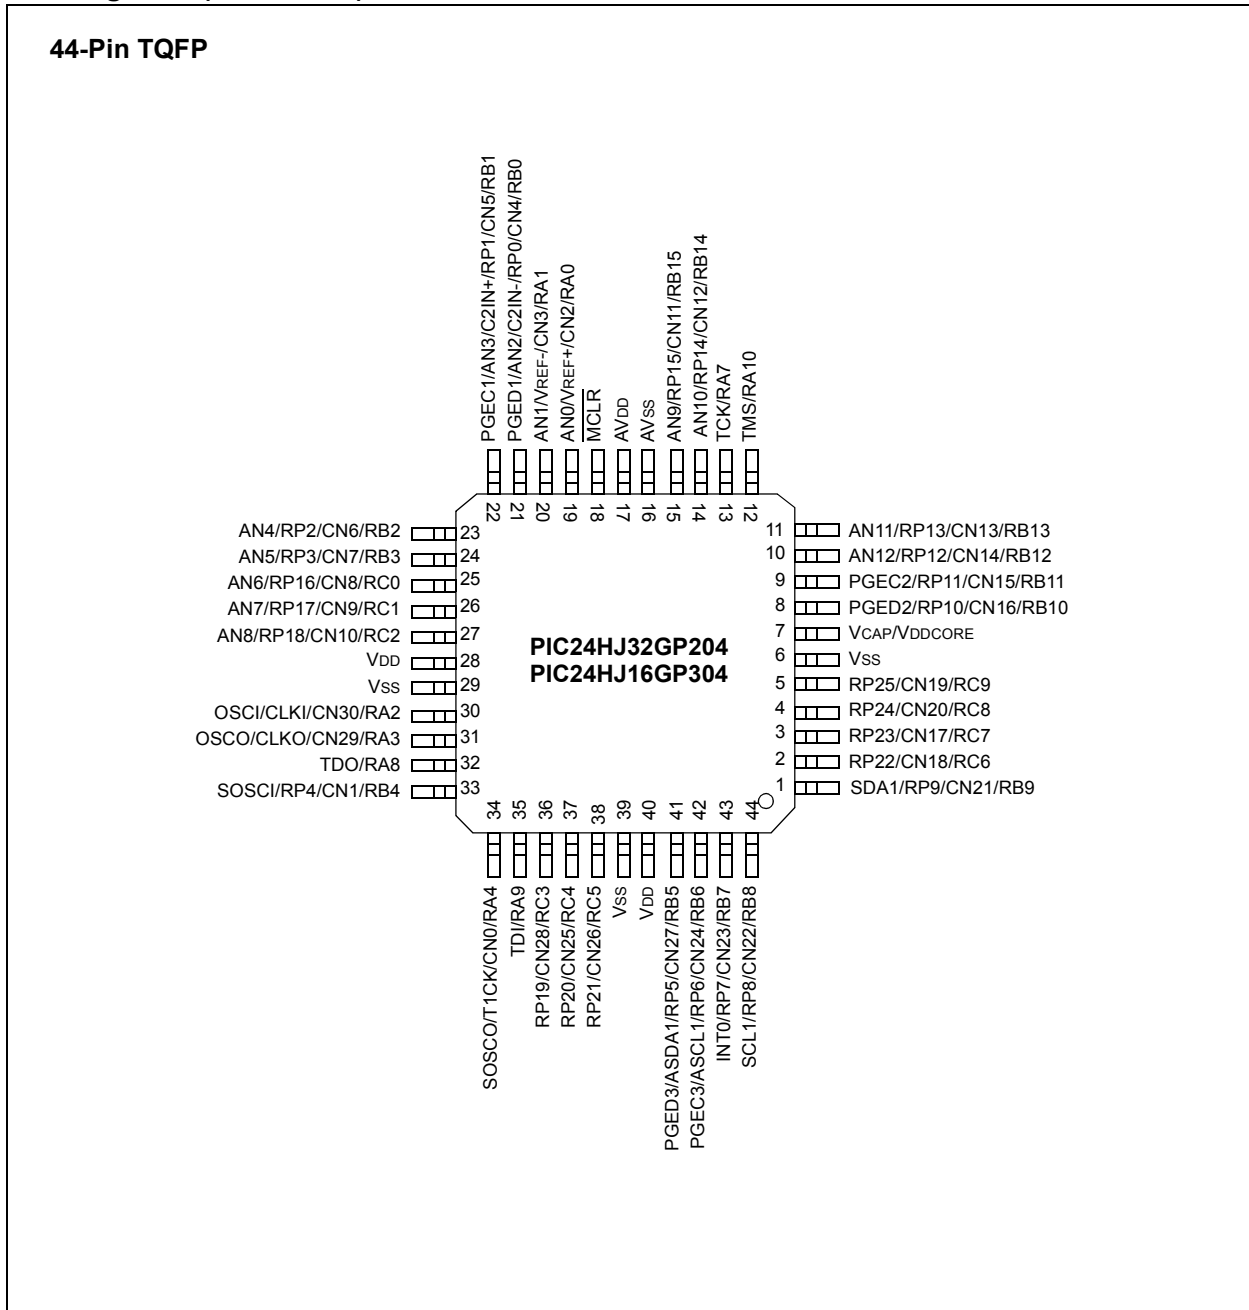 44-Pin TQFP
PGEC1/AN3/C2IN+/RP1/CN5/RB1
PGED1/AN2/C2IN-/RP0/CN4/RB0
AN1/VREF-/CN3/RA1
AN0/VREF+/CN2/RA0
MCLR
AVDD
AVSS
AN9/RP15/CN11/RB15
AN10/RP14/CN12/RB14
TCK/RA7
TMS/RA10
22
21
20
19
18
17
16
15
14
13
12
AN4/RP2/CN6/RB2 23
AN5/RP3/CN7/RB3 24
AN6/RP16/CN8/RC0 25
AN7/RP17/CN9/RC1 26
AN8/RP18/CN10/RC2 27
VDD 28
VSS 29
OSCI/CLKI/CN30/RA2 30
OSCO/CLKO/CN29/RA3 31
TDO/RA8 32
SOSCI/RP4/CN1/RB4 33
PIC24HJ32GP204
PIC24HJ16GP304
11 AN11/RP13/CN13/RB13
10 AN12/RP12/CN14/RB12
9 PGEC2/RP11/CN15/RB11
8 PGED2/RP10/CN16/RB10
7 VCAP/VDDCORE
6 VSS
5 RP25/CN19/RC9
4 RP24/CN20/RC8
3 RP23/CN17/RC7
2 RP22/CN18/RC6
1 SDA1/RP9/CN21/RB9
34
35
36
37
38
39
40
41
42
43
44
SOSCO/T1CK/CN0/RA4
TDI/RA9
RP19/CN28/RC3
RP20/CN25/RC4
RP21/CN26/RC5
VSS
VDD
PGED3/ASDA1/RP5/CN27/RB5
PGEC3/ASCL1/RP6/CN24/RB6
INT0/RP7/CN23/RB7
SCL1/RP8/CN22/RB8